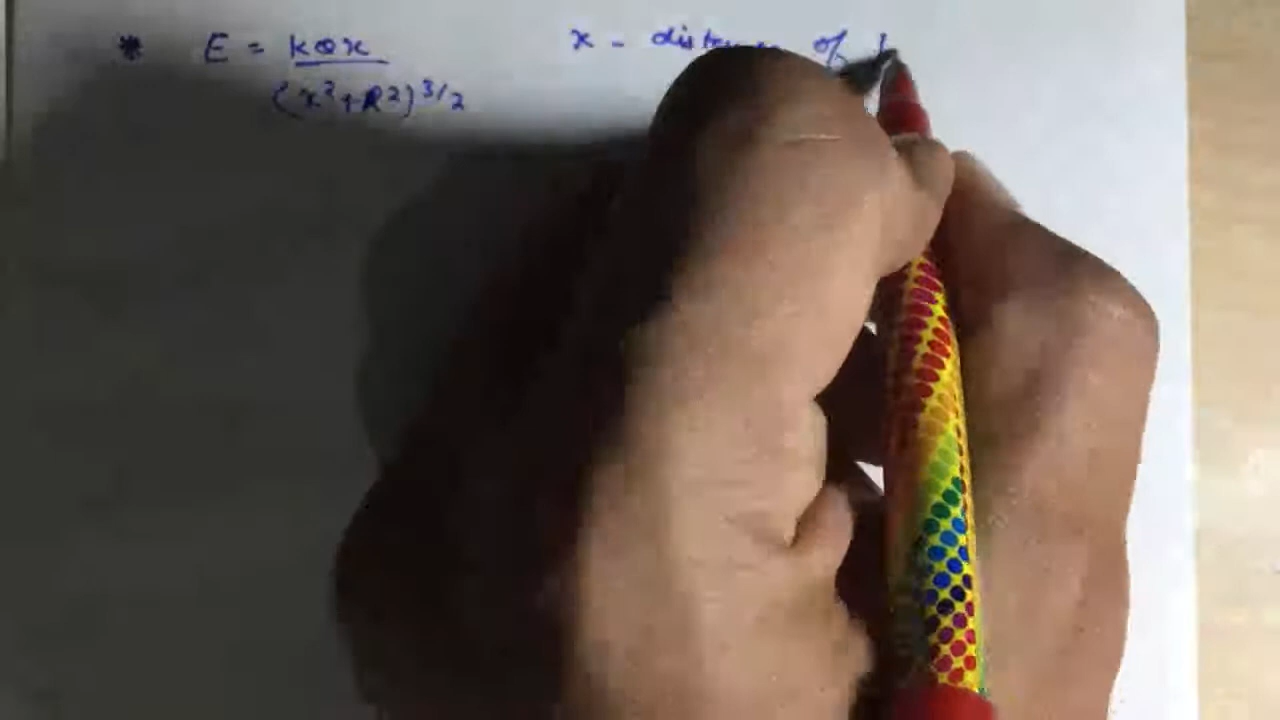 * E = kQx x - distance of
(x²+R²)³/²